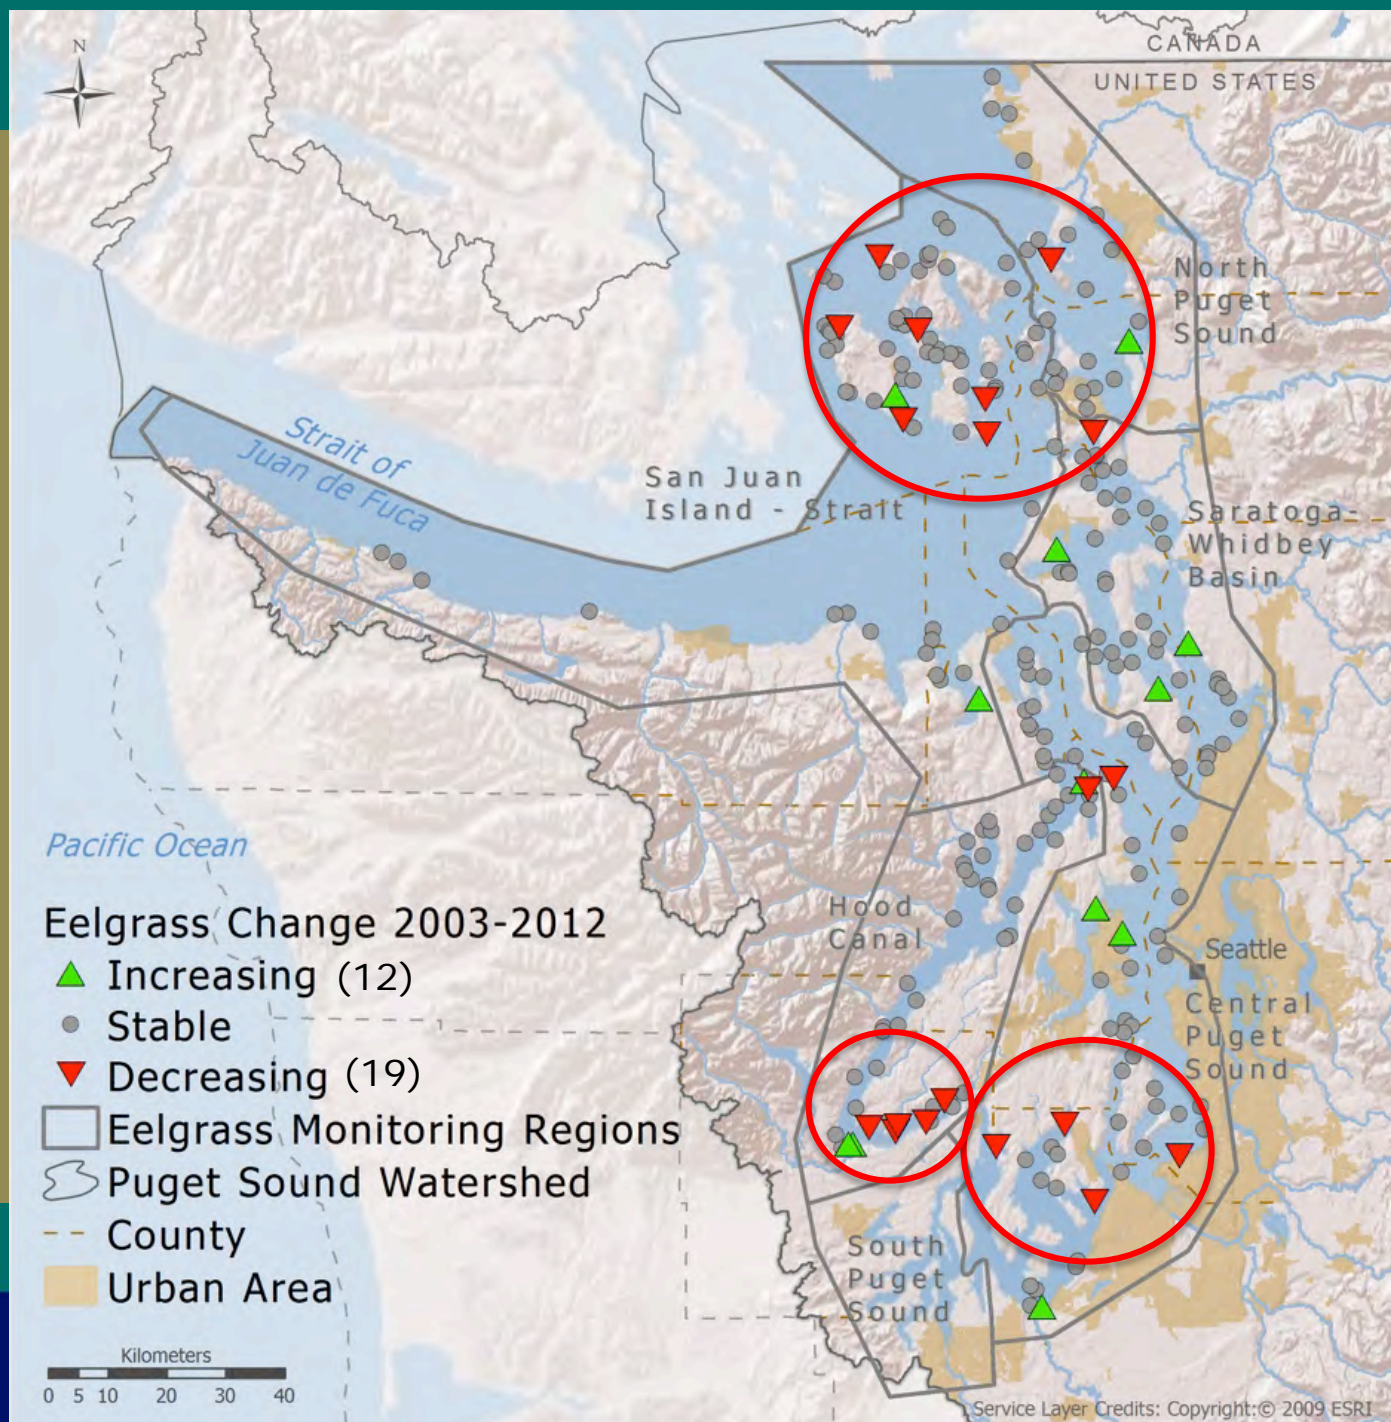 N
CANADA
UNITED STATES
North
Puget
Sound
Strait of
Juan de Fuca
San Juan
Island - Strait
Saratoga-
Whidbey
Basin
Pacific Ocean
Hood
Canal
Seattle
Central
Puget
Sound
South
Puget
Sound
Eelgrass Change 2003-2012
Increasing (12)
Stable
Decreasing (19)
Eelgrass Monitoring Regions
Puget Sound Watershed
County
Urban Area
Kilometers
0 5 10 20 30 40
Service Layer Credits: Copyright:© 2009 ESRI